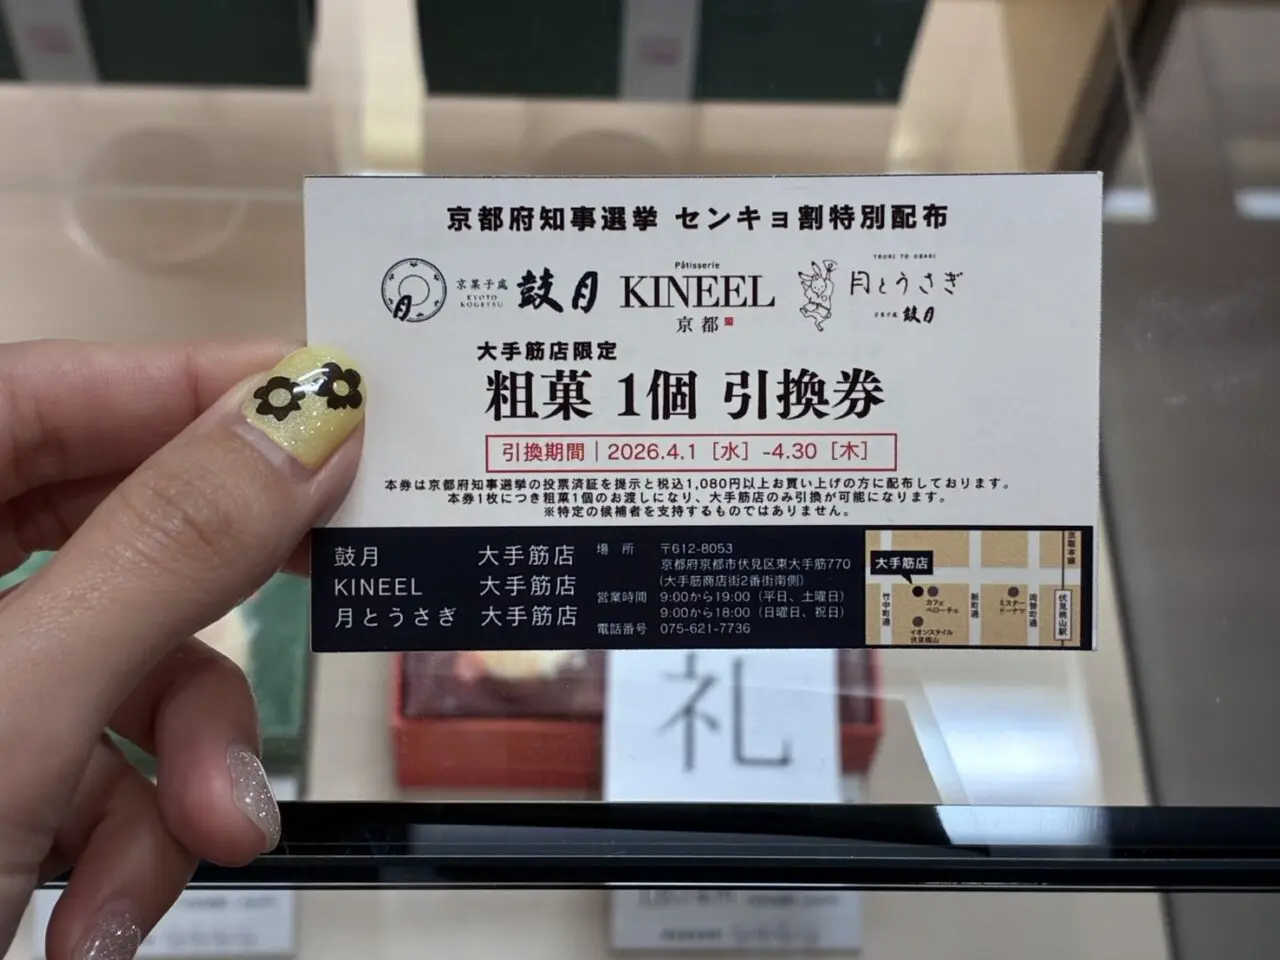 京都府知事選挙 センキョ割特別配布
京菓子處 鼓月
KYOTO KOGETSU
月
Pâtisserie
KINEEL
京都
TSUKI TO USAGI
月とうさぎ
京菓子處 鼓月
大手筋店限定
粗菓 1個 引換券
引換期間｜2026.4.1［水］-4.30［木］
本券は京都府知事選挙の投票済証を提示と税込1,080円以上お買い上げの方に配布しております。
本券1枚につき粗菓1個のお渡しになり、大手筋店のみ引換が可能になります。
※特定の候補者を支持するものではありません。
鼓月 大手筋店
KINEEL 大手筋店
月とうさぎ 大手筋店
場 所 〒612-8053
京都府京都市伏見区東大手筋770
(大手筋商店街2番街南側)
営業時間 9:00から19:00（平日、土曜日）
9:00から18:00（日曜日、祝日）
電話番号 075-621-7736
大手筋店
竹中町通
カフェ
ベローチェ
イオンスタイル
伏見桃山
新町通
ミスター
ドーナツ
両替町通
京阪本線
伏見桃山駅
礼